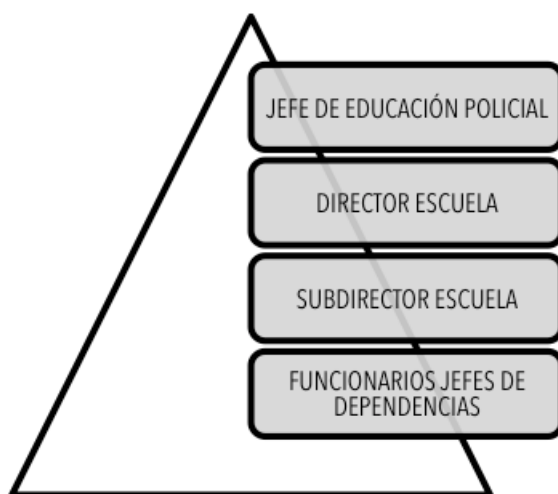 JEFE DE EDUCACIÓN POLICIAL
DIRECTOR ESCUELA
SUBDIRECTOR ESCUELA
FUNCIONARIOS JEFES DE
DEPENDENCIAS